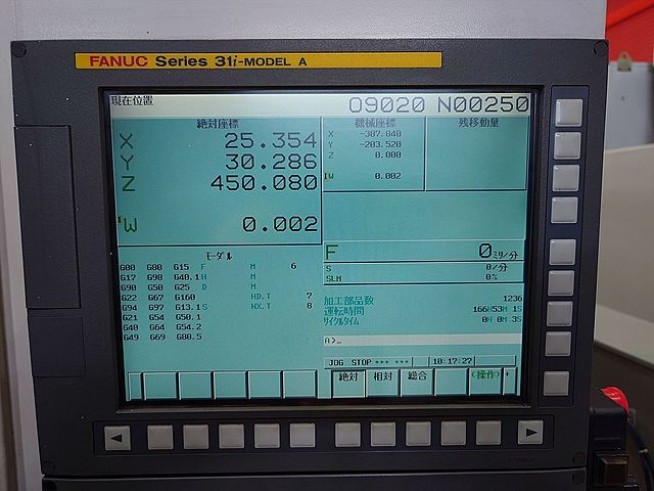 FANUC Series 31i-MODEL A
現在位置 O9020 N00250
絶対座標
X 25.354
Y 30.286
Z 450.080
W 0.002
機械座標
X -307.840
Y -203.520
Z 0.000
W 0.002
残移動量
モーダル
G80 G15 F M 6
G17 G98 G40.1 H M
G90 G50 G25 D M
G22 G67 G160 HD.T 7
G94 G97 G13.1 S NX.T 8
G21 G54 G50.1
G40 G64 G54.2
G49 G69 G80.5
F 0 ミリ/分
S 0/分
SLM 0%
加工部品数 1236
運転時間 166H53M 1S
サイクルタイム 0H 0M 3S
A)_
JOG STOP *** *** 10:17:27
絶対 相対 総合 (操作) +